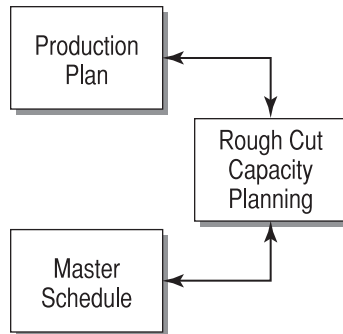 Production
Plan
Rough Cut
Capacity
Planning
Master
Schedule